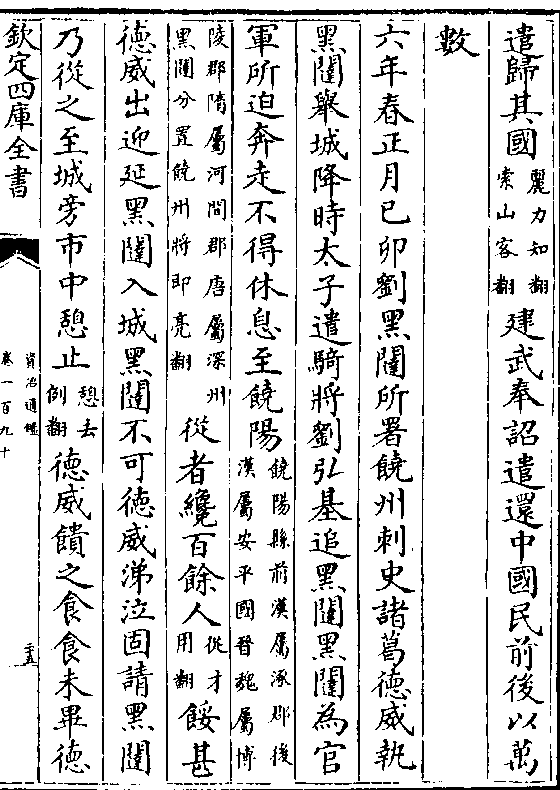 遣歸其國麗力知翻索山客翻建武奉詔遣還中國民前後以萬
數
六年春正月己卯劉黑闥所署饒州刺史諸葛德威執
黑闥舉城降時太子遣騎將劉弘基追黑闥黑闥為官
軍所迫奔走不得休息至饒陽饒陽縣前漢屬涿郡後漢屬安平國晉魏屬博
陵郡隋屬河間郡唐屬深州黑闥分置饒州將即亮翻從者纔百餘人從才用翻餒甚
德威出迎延黑闥入城黑闥不可德威涕泣固請黑闥
乃從之至城旁市中憩止憩去例翻德威饋之食食未畢德
欽定四庫全書
資治通鑑
卷一百九十
二十五